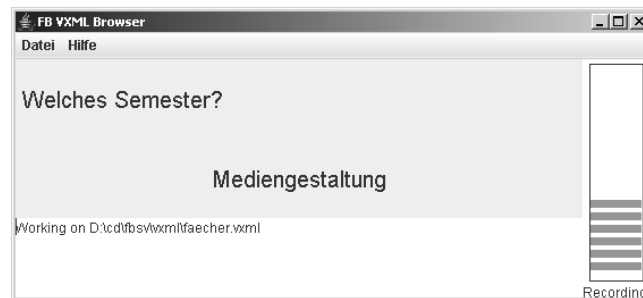 FB VXML Browser
Datei Hilfe
Welches Semester?
Mediengestaltung
Working on D:\cd\fbsv\vxml\faecher.vxml
Recording